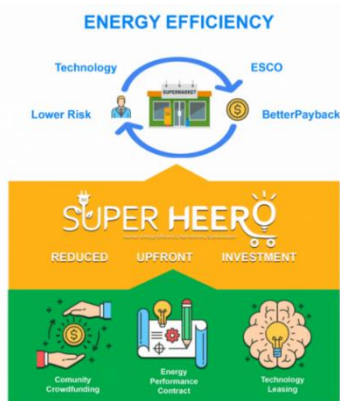 ENERGY EFFICIENCY
Technology
ESCO
SUPERMARKET
Lower Risk
BetterPayback
SUPER HEERO
REDUCED UPFRONT INVESTMENT
Comunity
Crowdfunding
Energy
Performance
Contract
Technology
Leasing